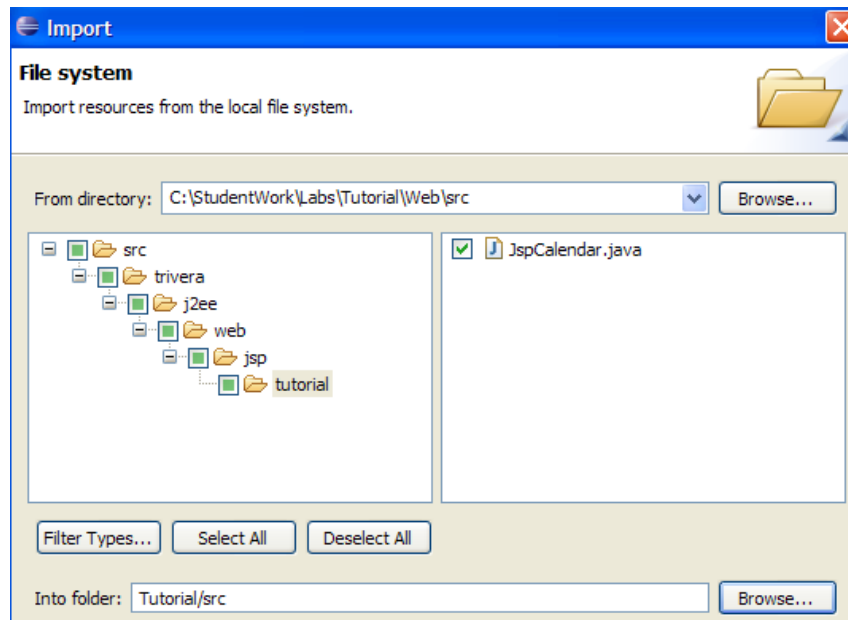 Import
File system
Import resources from the local file system.
From directory: C:\StudentWork\Labs\Tutorial\Web\src Browse...
src
trivera
j2ee
web
jsp
tutorial
JspCalendar.java
Filter Types... Select All Deselect All
Into folder: Tutorial/src Browse...